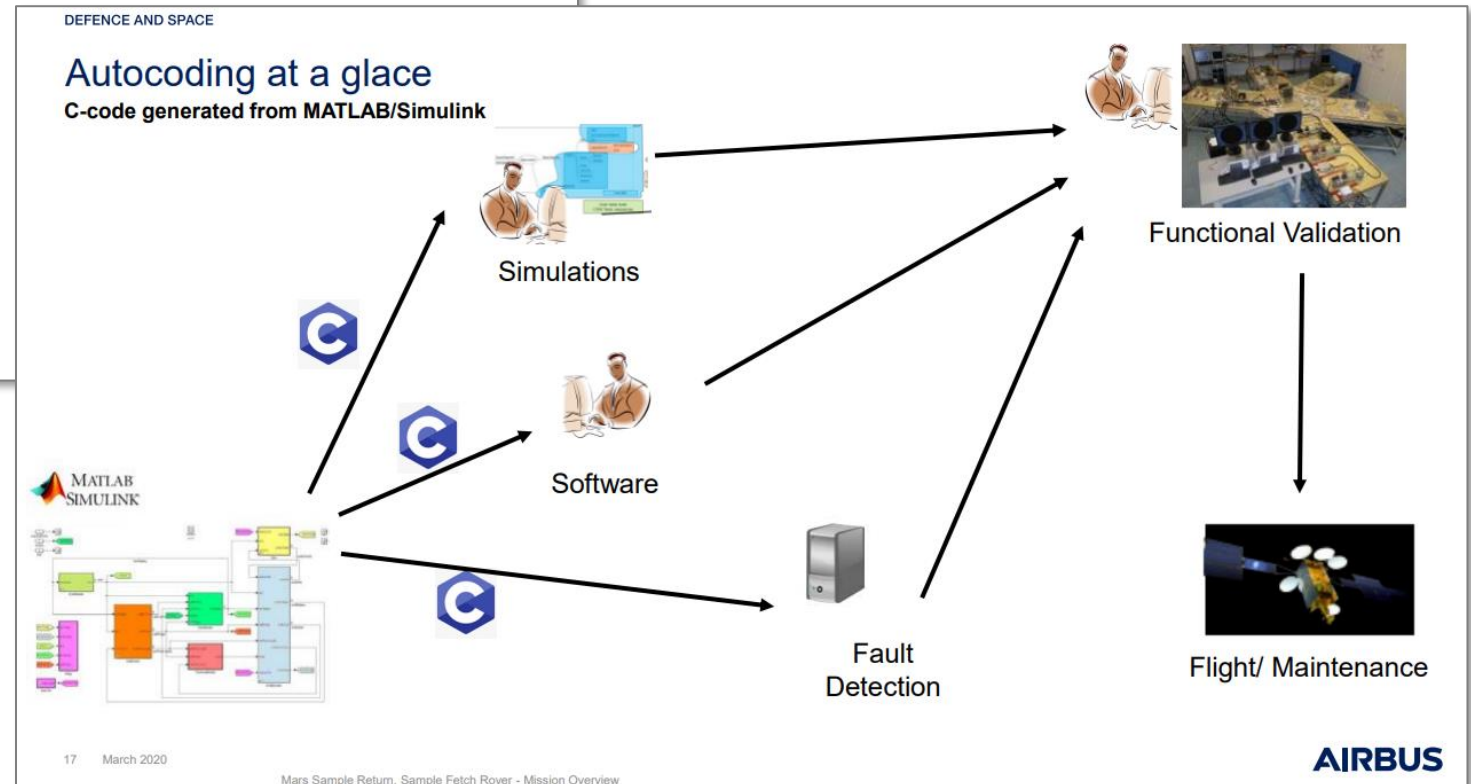 DEFENCE AND SPACE
Autocoding at a glace
C-code generated from MATLAB/Simulink
Simulations
Functional Validation
C
C
Software
MATLAB
SIMULINK
C
Fault
Detection
Flight/ Maintenance
17 March 2020
Mars Sample Return, Sample Fetch Rover - Mission Overview
AIRBUS